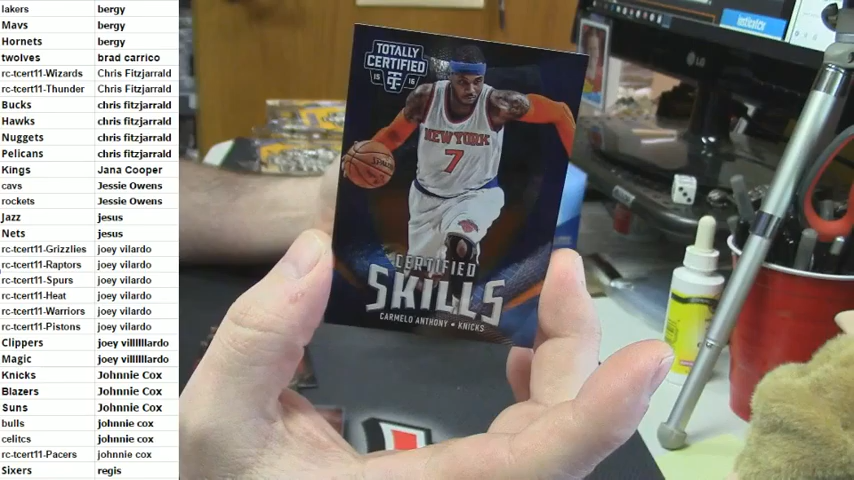 lakers bergy
Mavs bergy
Hornets bergy
twolves brad carrico
rc-tcert11-Wizards Chris Fitzjarrald
rc-tcert11-Thunder Chris Fitzjarrald
Bucks chris fitzjarrald
Hawks chris fitzjarrald
Nuggets chris fitzjarrald
Pelicans chris fitzjarrald
Kings Jana Cooper
cavs Jessie Owens
rockets Jessie Owens
Jazz jesus
Nets jesus
rc-tcert11-Grizzlies joey vilardo
rc-tcert11-Raptors joey vilardo
rc-tcert11-Spurs joey vilardo
rc-tcert11-Heat joey vilardo
rc-tcert11-Warriors joey vilardo
rc-tcert11-Pistons joey vilardo
Clippers joey villlllllardo
Magic joey villlllllardo
Knicks Johnnie Cox
Blazers Johnnie Cox
Suns Johnnie Cox
bulls johnnie cox
celitcs johnnie cox
rc-tcert11-Pacers johnnie cox
Sixers regis
TOTALLY
CERTIFIED
15 16
NEW YORK
7
CERTIFIED
SKILLS
CARMELO ANTHONY • KNICKS
LG